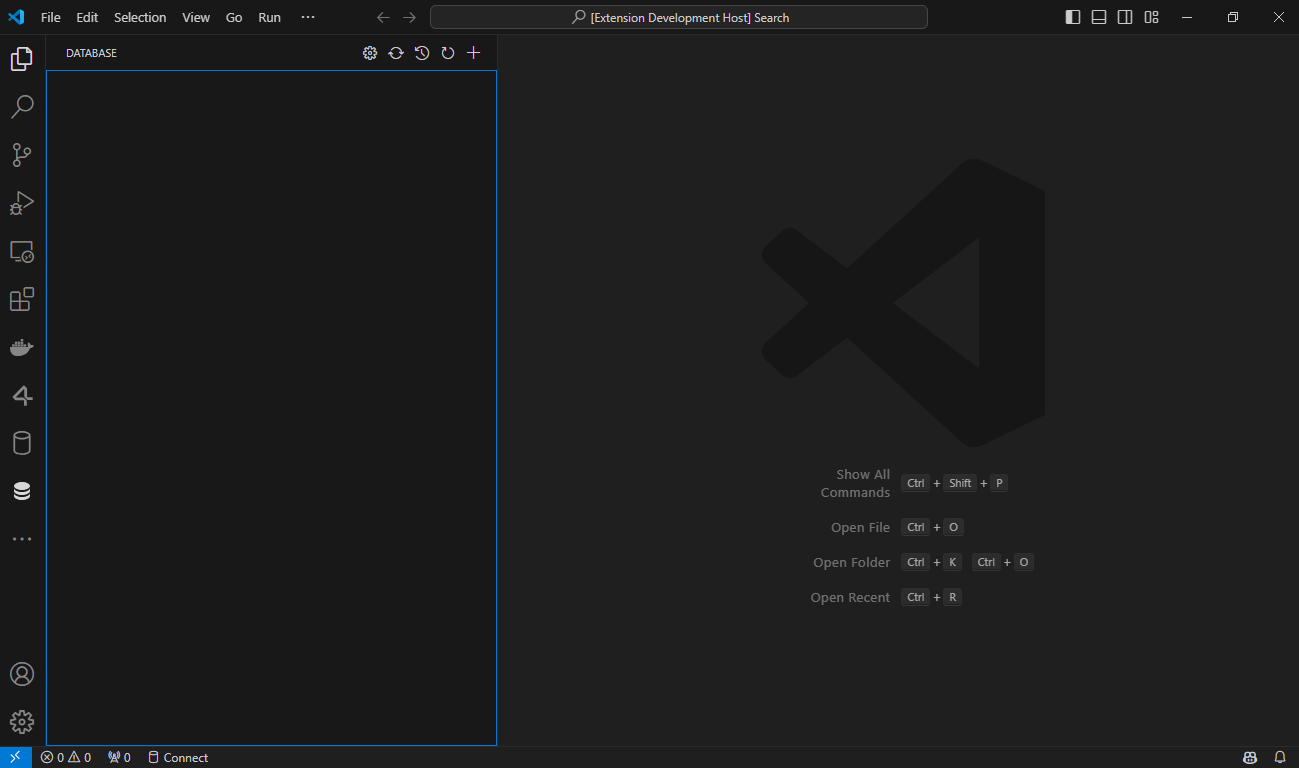 File Edit Selection View Go Run ···
[Extension Development Host] Search
DATABASE
Show All
Commands
Ctrl + Shift + P
Open File Ctrl + O
Open Folder Ctrl + K Ctrl + O
Open Recent Ctrl + R
0 0 0 Connect